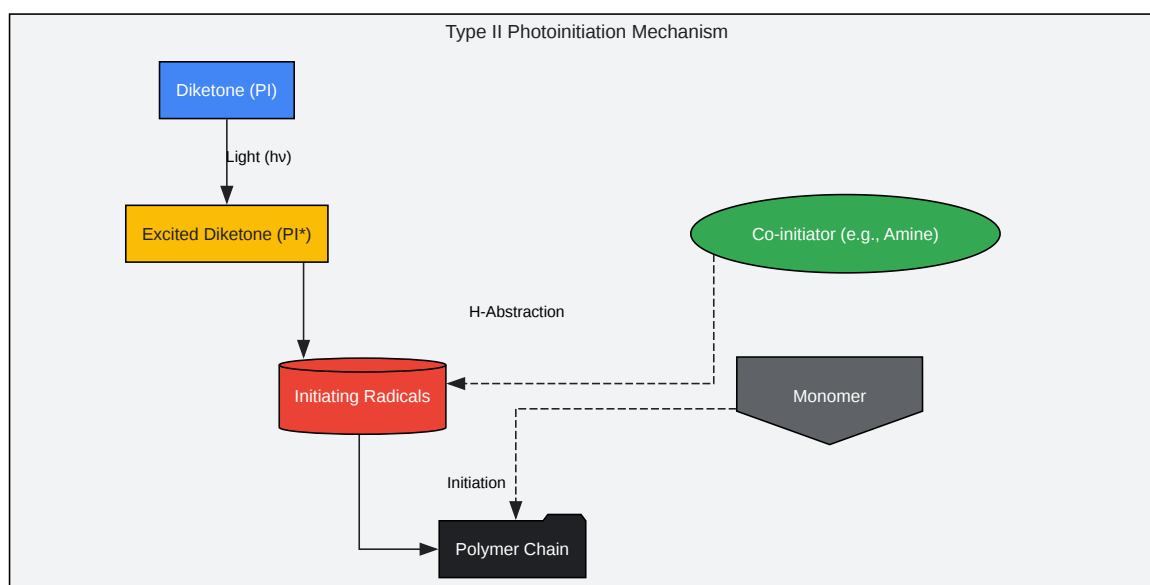 Type II Photoinitiation Mechanism
Diketone (PI)
Light (hν)
Excited Diketone (PI*)
Co-initiator (e.g., Amine)
H-Abstraction
Initiating Radicals
Monomer
Initiation
Polymer Chain